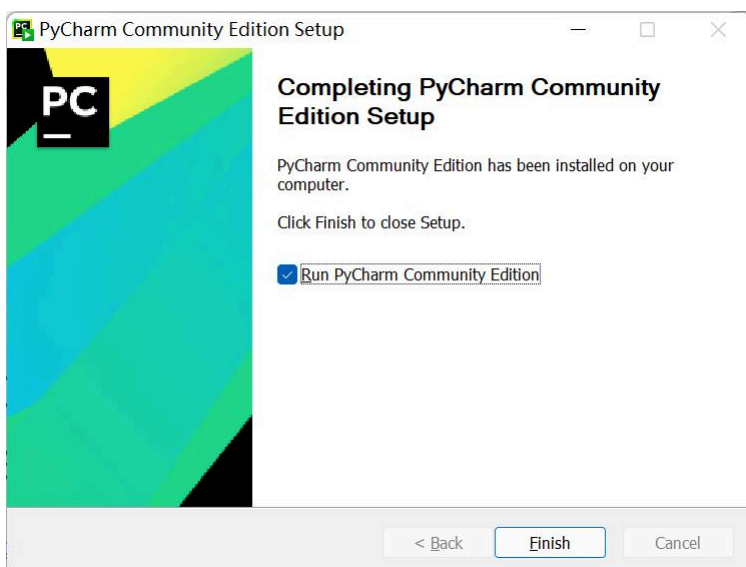 PyCharm Community Edition Setup
PC
Completing PyCharm Community
Edition Setup
PyCharm Community Edition has been installed on your
computer.
Click Finish to close Setup.
Run PyCharm Community Edition
< Back
Finish
Cancel